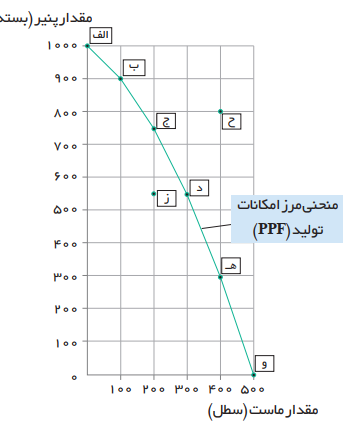 مقدار پنیر (بسته
۱۰۰۰
۹۰۰
۸۰۰
۷۰۰
۶۰۰
۵۰۰
۴۰۰
۳۰۰
۲۰۰
۱۰۰
۰
الف
ب
ج
ح
د
ز
منحنی مرز امکانات
تولید (PPF)
هـ
و
۱۰۰ ۲۰۰ ۳۰۰ ۴۰۰ ۵۰۰
مقدار ماست (سطل)